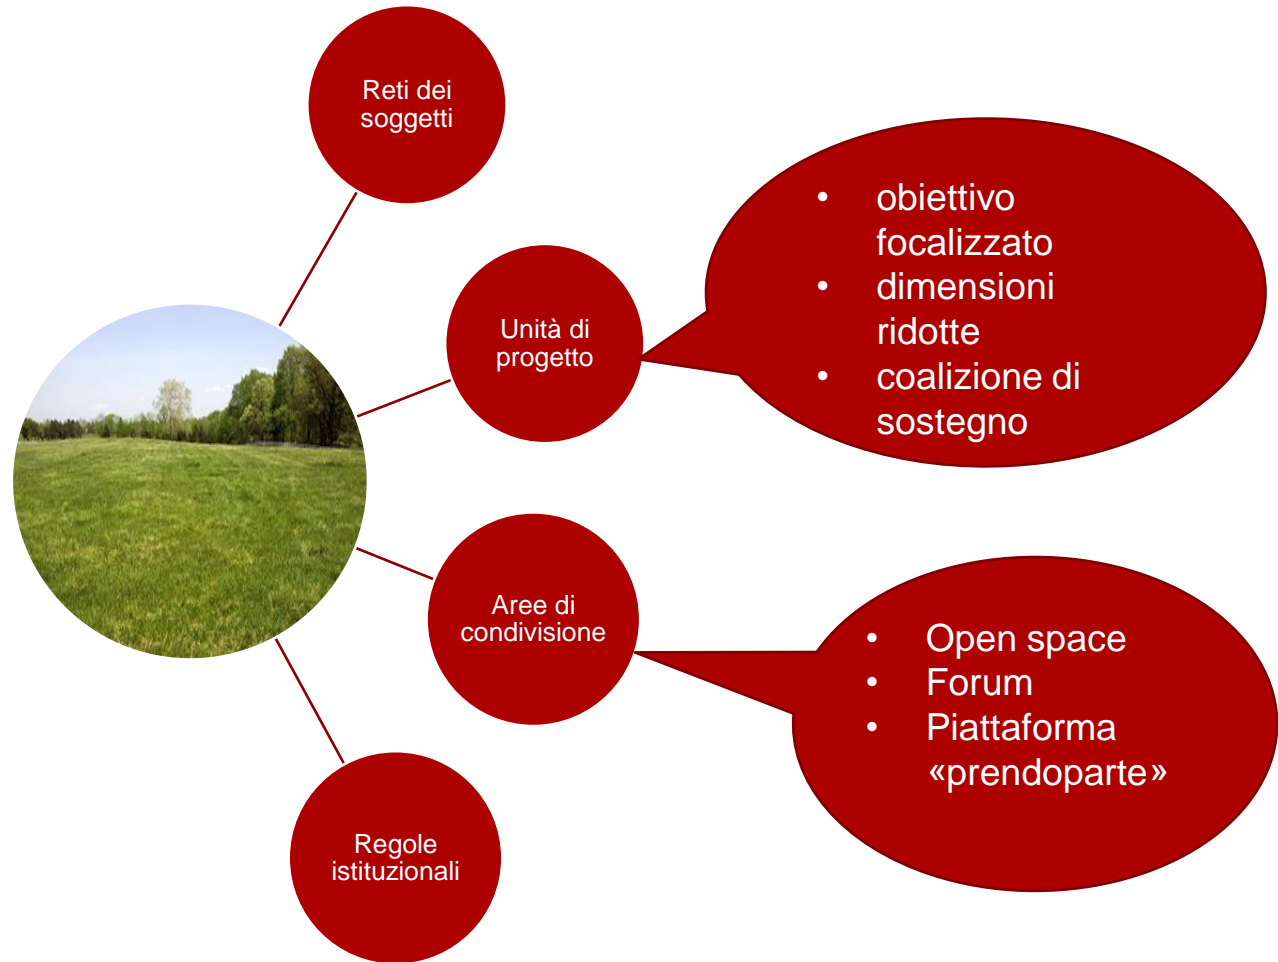 Reti dei
soggetti
Unità di
progetto
• obiettivo
focalizzato
• dimensioni
ridotte
• coalizione di
sostegno
Aree di
condivisione
• Open space
• Forum
• Piattaforma
«prendoparte»
Regole
istituzionali